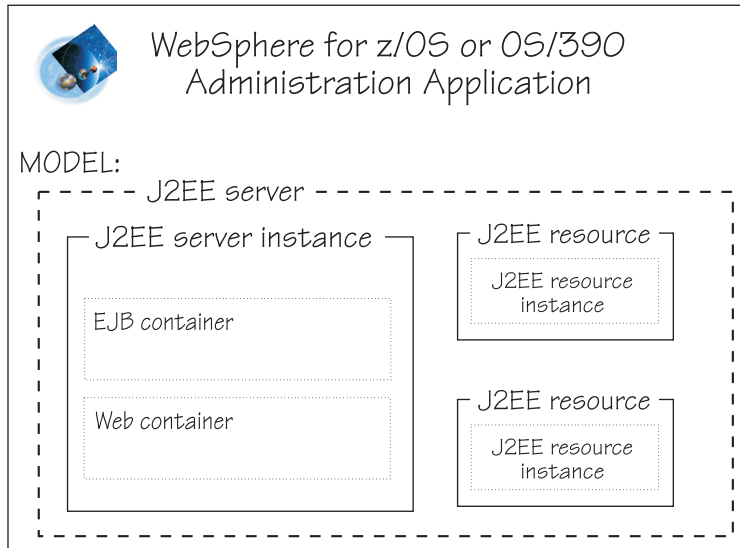 WebSphere for z/OS or OS/390
Administration Application
MODEL:
J2EE server
J2EE server instance
EJB container
Web container
J2EE resource
J2EE resource
instance
J2EE resource
J2EE resource
instance